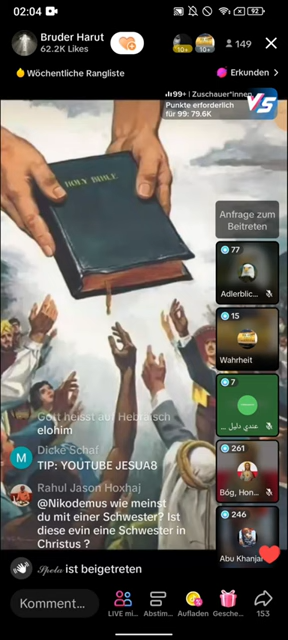 02:04
92
Bruder Harut
62.2K Likes
10+
10+
149
Wöchentliche Rangliste
Erkunden >
99+ | Zuschauer*innen
Punkte erforderlich
für 99: 79.6K
VS
HOLY BIBLE
Anfrage zum
Beitreten
77
Adlerblic...
15
Wahrheit
7
عندي دليل ...
261
Bóg, Hon...
246
Abu Khanjar
Gott heisst auf Hebräisch
elohim
M
Dicke Schaf
TIP: YOUTUBE JESUA8
Rahul Jason Hoxhaj
@Nikodemus wie meinst
du mit einer Schwester? Ist
diese evin eine Schwester in
Christus ?
Spela ist beigetreten
Komment...
LIVE mi...
Abstim...
Aufladen
Gesche...
153